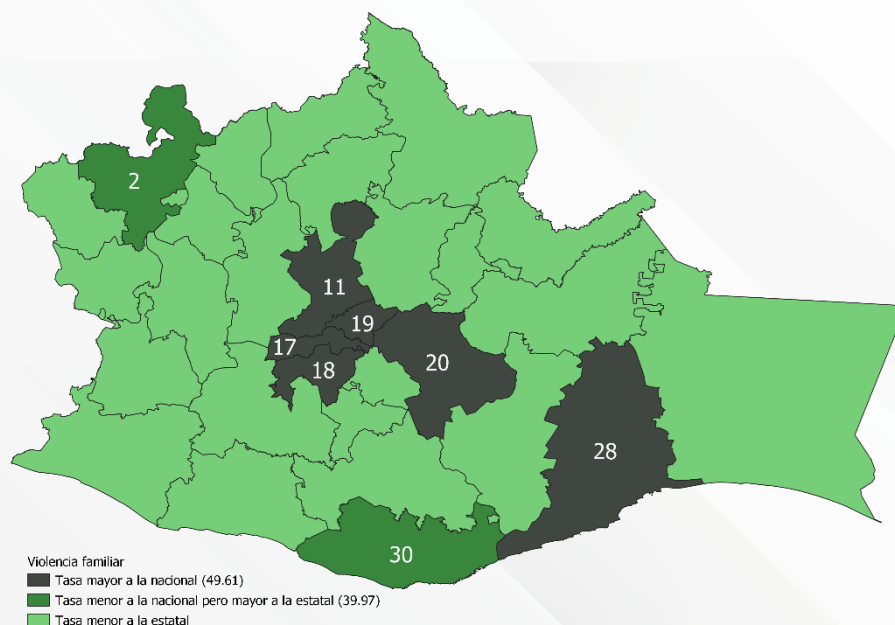 2
11
19
17
18
20
28
30
Violencia familiar
Tasa mayor a la nacional (49.61)
Tasa menor a la nacional pero mayor a la estatal (39.97)
Tasa menor a la estatal